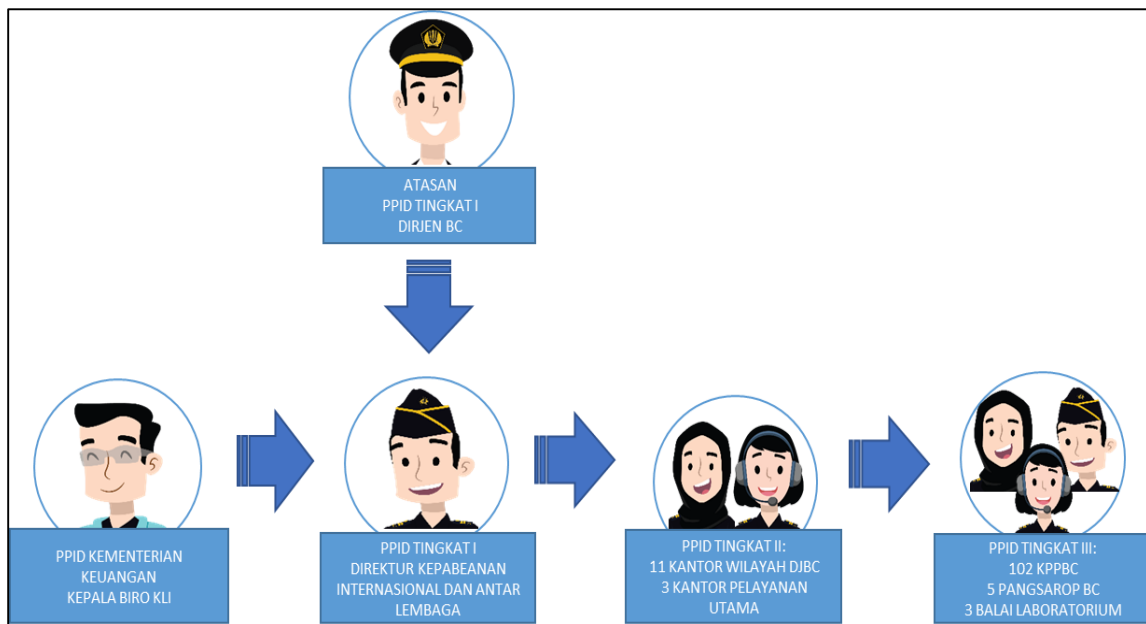 ATASAN
PPID TINGKAT I
DIRJEN BC
PPID KEMENTERIAN
KEUANGAN
KEPALA BIRO KLI
PPID TINGKAT I
DIREKTUR KEPABEANAN
INTERNASIONAL DAN ANTAR
LEMBAGA
PPID TINGKAT II:
11 KANTOR WILAYAH DJBC
3 KANTOR PELAYANAN
UTAMA
PPID TINGKAT III:
102 KPPBC
5 PANGSAROP BC
3 BALAI LABORATORIUM